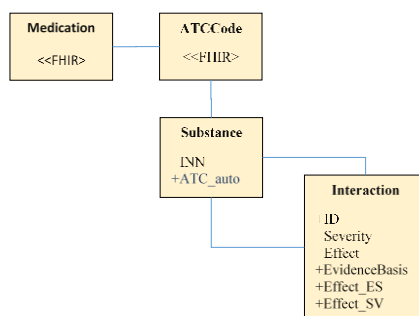 Medication
<<FHIR>>
ATCCode
<<FHIR>>
Substance
INN
+ATC_auto
Interaction
+ID
Severity
Effect
+EvidenceBasis
+Effect_ES
+Effect_SV